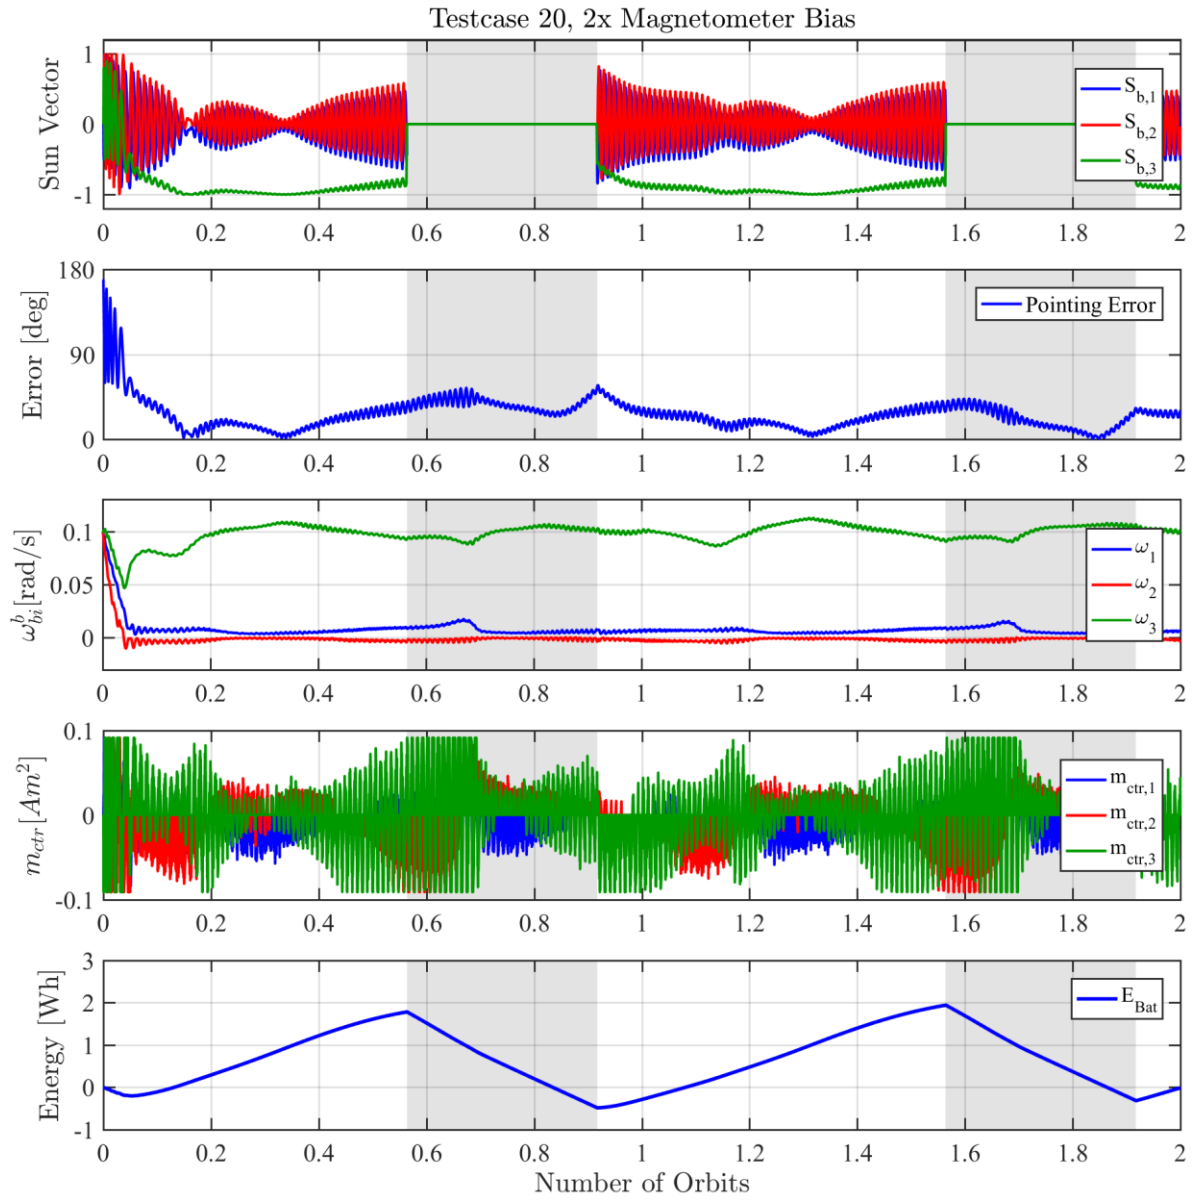 Testcase 20, 2x Magnetometer Bias
Sun Vector
1
0
-1
S_b,1
S_b,2
S_b,3
0 0.2 0.4 0.6 0.8 1 1.2 1.4 1.6 1.8 2
Error [deg]
180
90
0
Pointing Error
0 0.2 0.4 0.6 0.8 1 1.2 1.4 1.6 1.8 2
ω^b_bi[rad/s]
0.1
0.05
0
ω_1
ω_2
ω_3
0 0.2 0.4 0.6 0.8 1 1.2 1.4 1.6 1.8 2
m_ctr[Am^2]
0.1
0
-0.1
m_ctr,1
m_ctr,2
m_ctr,3
0 0.2 0.4 0.6 0.8 1 1.2 1.4 1.6 1.8 2
Energy [Wh]
3
2
1
0
-1
E_Bat
0 0.2 0.4 0.6 0.8 1 1.2 1.4 1.6 1.8 2
Number of Orbits